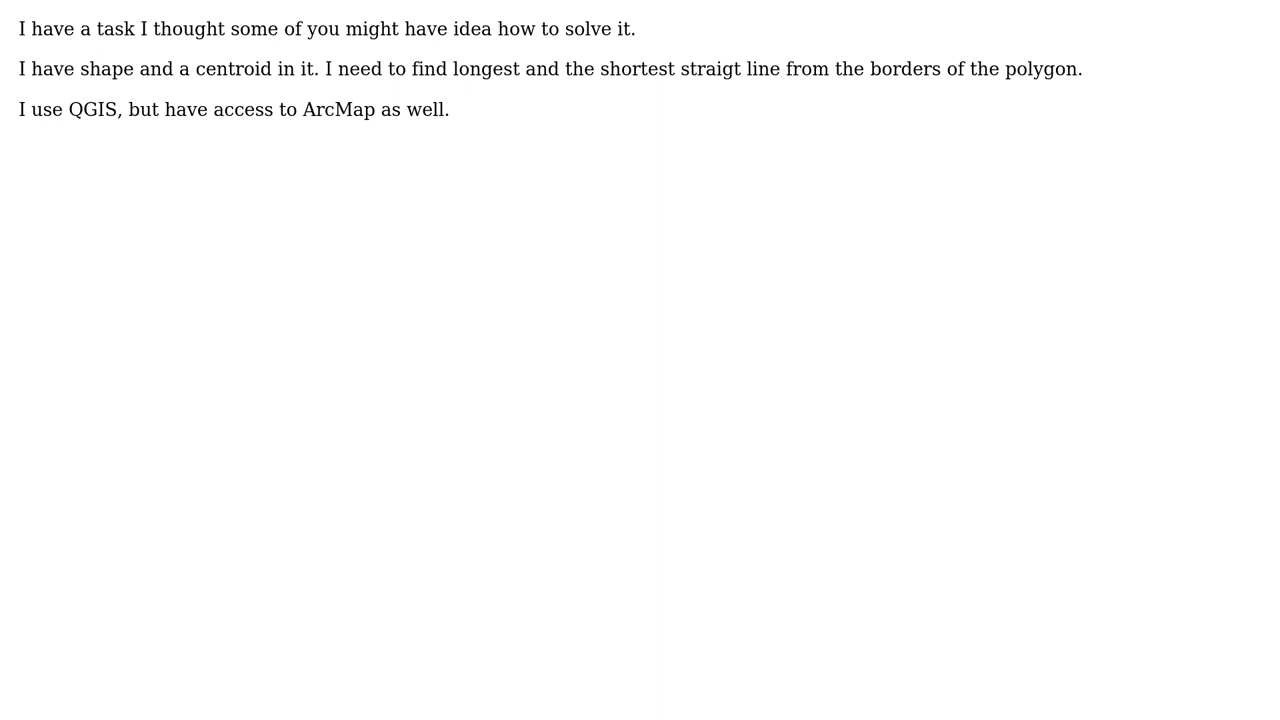 I have a task I thought some of you might have idea how to solve it.
I have shape and a centroid in it. I need to find longest and the shortest straigt line from the borders of the polygon.
I use QGIS, but have access to ArcMap as well.